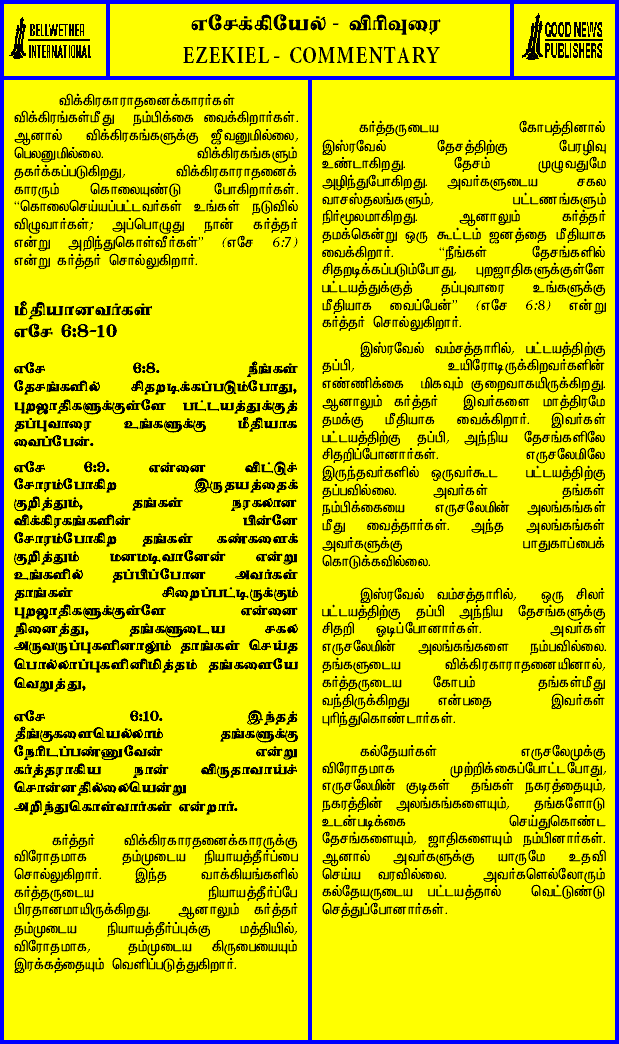 BELLWETHER
INTERNATIONAL
எசேக்கியேல் - விரிவுரை
EZEKIEL - COMMENTARY
GOOD NEWS
PUBLISHERS
விக்கிரகாராதனைக்காரர்கள்
விக்கிரகங்கள்மீது நம்பிக்கை வைக்கிறார்கள்.
ஆனால் விக்கிரகங்களுக்கு ஜீவனுமில்லை,
பெலனுமில்லை. விக்கிரகங்களும்
தகர்க்கப்படுகிறது, விக்கிரகாராதனைக்
காரரும் கொலையுண்டு போகிறார்கள்.
“கொலைசெய்யப்பட்டவர்கள் உங்கள் நடுவில்
விழுவார்கள்; அப்பொழுது நான் கர்த்தர்
என்று அறிந்துகொள்வீர்கள்” (எசே 6:7)
என்று கர்த்தர் சொல்லுகிறார்.
மீதியானவர்கள்
எசே 6:8-10
எசே 6:8. நீங்கள்
தேசங்களில் சிதறடிக்கப்படும்போது,
புறஜாதிகளுக்குள்ளே பட்டயத்துக்குத்
தப்புவாரை உங்களுக்கு மீதியாக
வைப்பேன்.
எசே 6:9. என்னை விட்டுச்
சோரம்போகிற இருதயத்தைக்
குறித்தும், தங்கள் நரகலான
விக்கிரகங்களின் பின்னே
சோரம்போகிற தங்கள் கண்களைக்
குறித்தும் மனமடிவானேன் என்று
உங்களில் தப்பிப்போன அவர்கள்
தாங்கள் சிறைப்பட்டிருக்கும்
புறஜாதிகளுக்குள்ளே என்னை
நினைத்து, தங்களுடைய சகல
அருவருப்புகளினாலும் தாங்கள் செய்த
பொல்லாப்புகளினிமித்தம் தங்களையே
வெறுத்து,
எசே 6:10. இந்தத்
தீங்குகளையெல்லாம் தங்களுக்கு
நேரிடப்பண்ணுவேன் என்று
கர்த்தராகிய நான் விருதாவாய்ச்
சொன்னதில்லையென்று
அறிந்துகொள்வார்கள் என்றார்.
கர்த்தர் விக்கிரகாரதனைக்காரருக்கு
விரோதமாக தம்முடைய நியாயத்தீர்ப்பை
சொல்லுகிறார். இந்த வாக்கியங்களில்
கர்த்தருடைய நியாயத்தீர்ப்பே
பிரதானமாயிருக்கிறது. ஆனாலும் கர்த்தர்
தம்முடைய நியாயத்தீர்ப்புக்கு மத்தியில்,
விரோதமாக, தம்முடைய கிருபையையும்
இரக்கத்தையும் வெளிப்படுத்துகிறார்.
கர்த்தருடைய கோபத்தினால்
இஸ்ரவேல் தேசத்திற்கு பேரழிவு
உண்டாகிறது. தேசம் முழுவதுமே
அழிந்துபோகிறது. அவர்களுடைய சகல
வாசஸ்தலங்களும், பட்டணங்களும்
நிர்மூலமாகிறது. ஆனாலும் கர்த்தர்
தமக்கென்று ஒரு கூட்டம் ஜனத்தை மீதியாக
வைக்கிறார். “நீங்கள் தேசங்களில்
சிதறடிக்கப்படும்போது, புறஜாதிகளுக்குள்ளே
பட்டயத்துக்குத் தப்புவாரை உங்களுக்கு
மீதியாக வைப்பேன்” (எசே 6:8) என்று
கர்த்தர் சொல்லுகிறார்.
இஸ்ரவேல் வம்சத்தாரில், பட்டயத்திற்கு
தப்பி, உயிரோடிருக்கிறவர்களின்
எண்ணிக்கை மிகவும் குறைவாகயிருக்கிறது.
ஆனாலும் கர்த்தர் இவர்களை மாத்திரமே
தமக்கு மீதியாக வைக்கிறார். இவர்கள்
பட்டயத்திற்கு தப்பி, அந்நிய தேசங்களிலே
சிதறிப்போனார்கள். எருசலேமிலே
இருந்தவர்களில் ஒருவர்கூட பட்டயத்திற்கு
தப்பவில்லை. அவர்கள் தங்கள்
நம்பிக்கையை எருசலேமின் அலங்கங்கள்
மீது வைத்தார்கள். அந்த அலங்கங்கள்
அவர்களுக்கு பாதுகாப்பைக்
கொடுக்கவில்லை.
இஸ்ரவேல் வம்சத்தாரில், ஒரு சிலர்
பட்டயத்திற்கு தப்பி அந்நிய தேசங்களுக்கு
சிதறி ஓடிப்போனார்கள். அவர்கள்
எருசலேமின் அலங்கங்களை நம்பவில்லை.
தங்களுடைய விக்கிரகாராதனையினால்,
கர்த்தருடைய கோபம் தங்கள்மீது
வந்திருக்கிறது என்பதை இவர்கள்
புரிந்துகொண்டார்கள்.
கல்தேயர்கள் எருசலேமுக்கு
விரோதமாக முற்றிக்கைப்போட்டபோது,
எருசலேமின் குடிகள் தங்கள் நகரத்தையும்,
நகரத்தின் அலங்கங்களையும், தங்களோடு
உடன்படிக்கை செய்துகொண்ட
தேசங்களையும், ஜாதிகளையும் நம்பினார்கள்.
ஆனால் அவர்களுக்கு யாருமே உதவி
செய்ய வரவில்லை. அவர்களெல்லோரும்
கல்தேயருடைய பட்டயத்தால் வெட்டுண்டு
செத்துப்போனார்கள்.